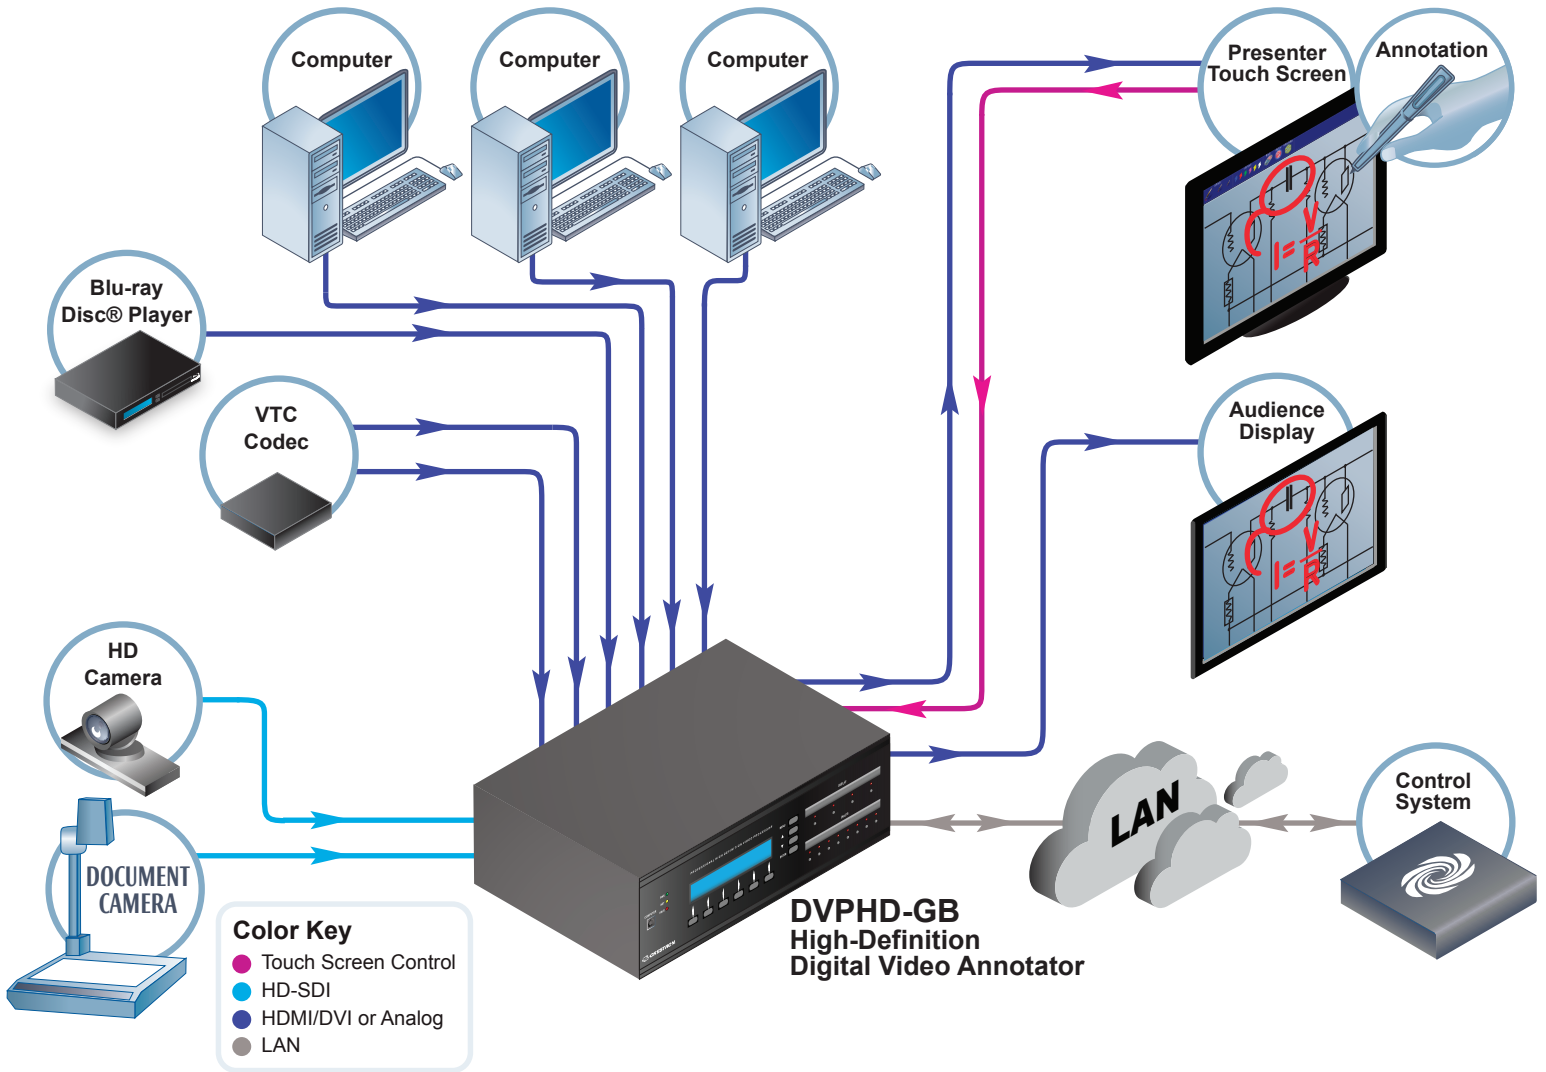 Computer
Computer
Computer
Presenter
Touch Screen
Annotation
I=V/R
Blu-ray
Disc® Player
VTC
Codec
Audience
Display
I=V/R
HD
Camera
LAN
Control
System
DOCUMENT
CAMERA
CRESTRON
DVPHD-GB
High-Definition
Digital Video Annotator
Color Key
Touch Screen Control
HD-SDI
HDMI/DVI or Analog
LAN